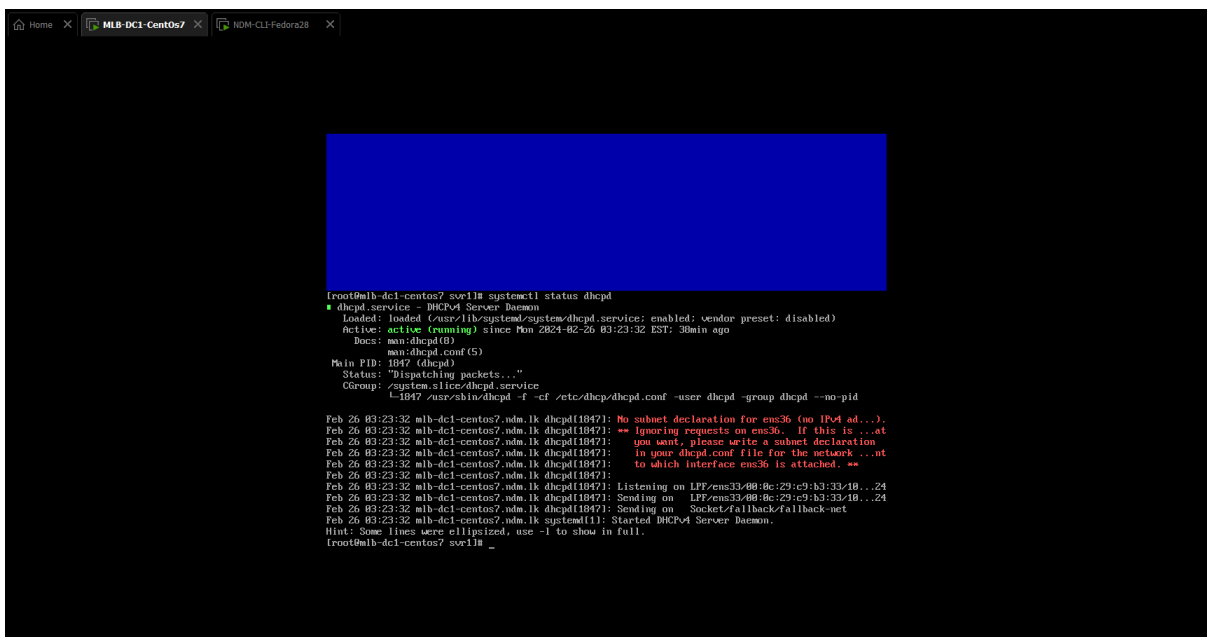 Home
MLB-DC1-CentOs7
NDM-CLI-Fedora28
[root@mlb-dc1-centos7 svr1]# systemctl status dhcpd
dhcpd.service - DHCPv4 Server Daemon
Loaded: loaded (/usr/lib/systemd/system/dhcpd.service; enabled; vendor preset: disabled)
Active: active (running) since Mon 2024-02-26 03:23:32 EST; 38min ago
Docs: man:dhcpd(8)
man:dhcpd.conf(5)
Main PID: 1847 (dhcpd)
Status: "Dispatching packets..."
CGroup: /system.slice/dhcpd.service
└─1847 /usr/sbin/dhcpd -f -cf /etc/dhcp/dhcpd.conf -user dhcpd -group dhcpd --no-pid
Feb 26 03:23:32 mlb-dc1-centos7.ndm.lk dhcpd[1847]: No subnet declaration for ens36 (no IPv4 ad...).
Feb 26 03:23:32 mlb-dc1-centos7.ndm.lk dhcpd[1847]: ** Ignoring requests on ens36.  If this is ...at
Feb 26 03:23:32 mlb-dc1-centos7.ndm.lk dhcpd[1847]:    you want, please write a subnet declaration
Feb 26 03:23:32 mlb-dc1-centos7.ndm.lk dhcpd[1847]:    in your dhcpd.conf file for the network ...nt
Feb 26 03:23:32 mlb-dc1-centos7.ndm.lk dhcpd[1847]:    to which interface ens36 is attached. **
Feb 26 03:23:32 mlb-dc1-centos7.ndm.lk dhcpd[1847]:
Feb 26 03:23:32 mlb-dc1-centos7.ndm.lk dhcpd[1847]: Listening on LPF/ens33/00:0c:29:c9:b3:33/10...24
Feb 26 03:23:32 mlb-dc1-centos7.ndm.lk dhcpd[1847]: Sending on   LPF/ens33/00:0c:29:c9:b3:33/10...24
Feb 26 03:23:32 mlb-dc1-centos7.ndm.lk dhcpd[1847]: Sending on   Socket/fallback/fallback-net
Feb 26 03:23:32 mlb-dc1-centos7.ndm.lk systemd[1]: Started DHCPv4 Server Daemon.
Hint: Some lines were ellipsized, use -l to show in full.
[root@mlb-dc1-centos7 svr1]# _